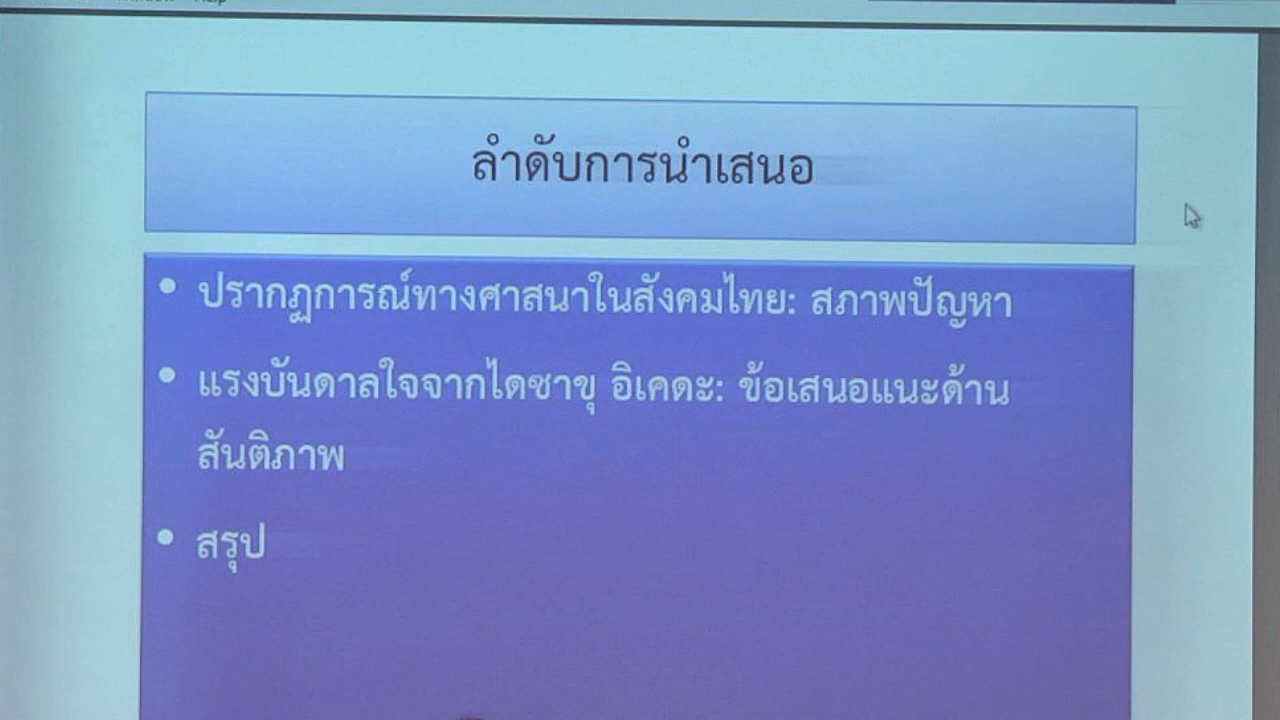 ลำดับการนำเสนอ
• ปรากฏการณ์ทางศาสนาในสังคมไทย: สภาพปัญหา
• แรงบันดาลใจจากไดซาขุ อิเคดะ: ข้อเสนอแนะด้าน
สันติภาพ
• สรุป